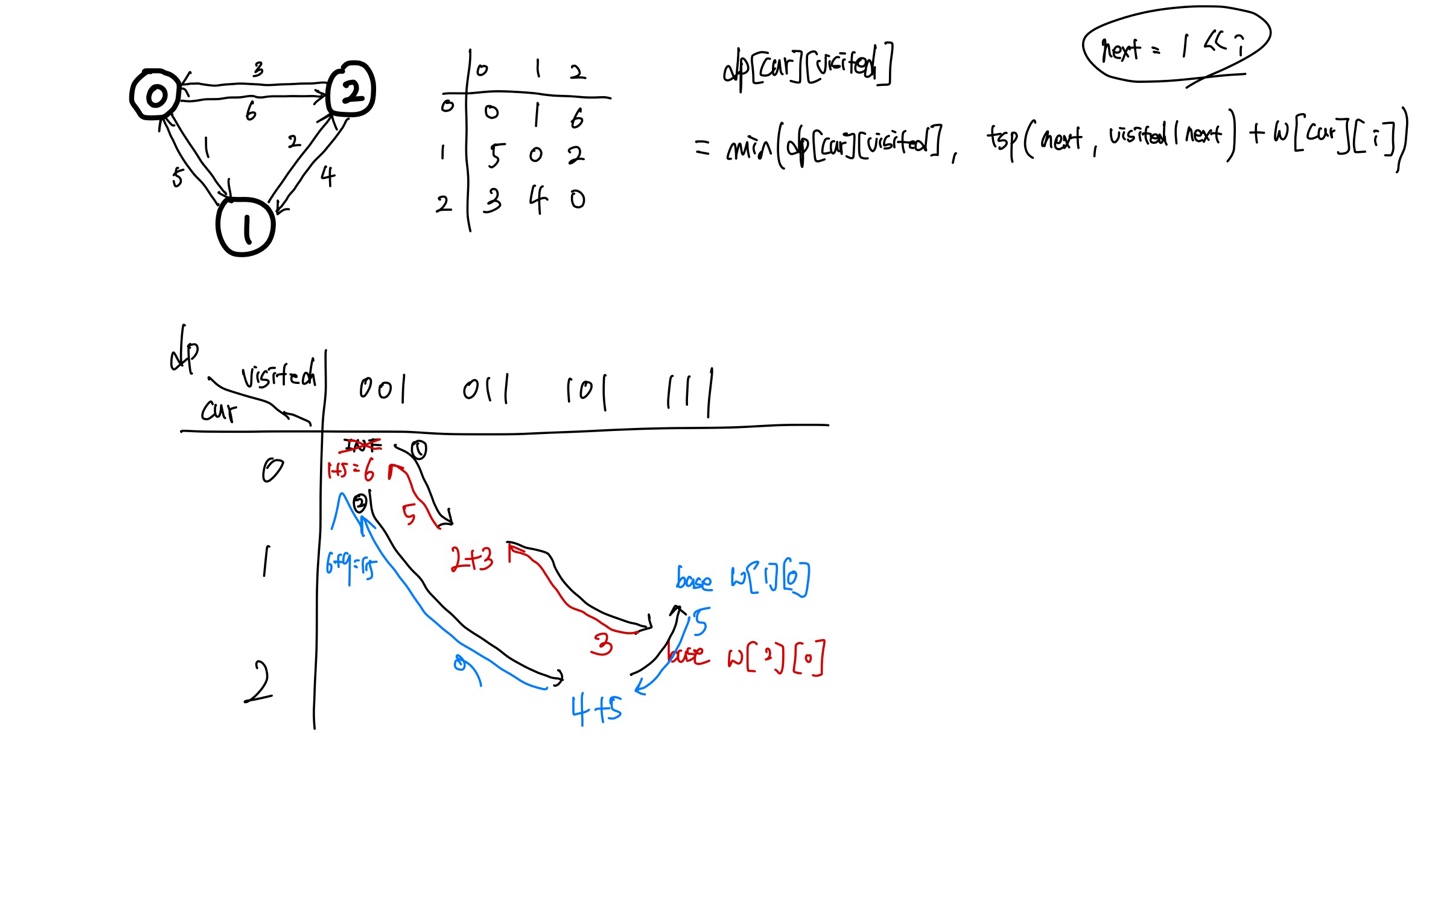 next = 1 << i
dp[cur][visited]
= min(dp[cur][visited], tsp(next, visited|next) + W[cur][i])
0 3 6 2
1 5 2 4
1
0 1 2
0 0 1 6
1 5 0 2
2 3 4 0
dp visited cur
001 011 101 111
0
INF ①
1+5=6
② 5
1
6+9=15
2+3
base W[1][0]
5
3
base W[2][0]
2
9
4+5